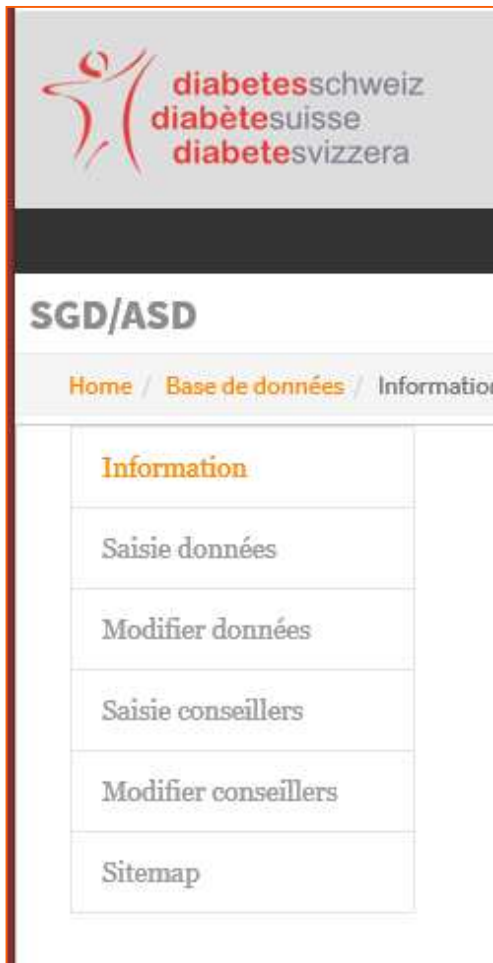 diabetesschweiz
diabètesuisse
diabetesvizzera
SGD/ASD
Home / Base de données / Information
Information
Saisie données
Modifier données
Saisie conseillers
Modifier conseillers
Sitemap